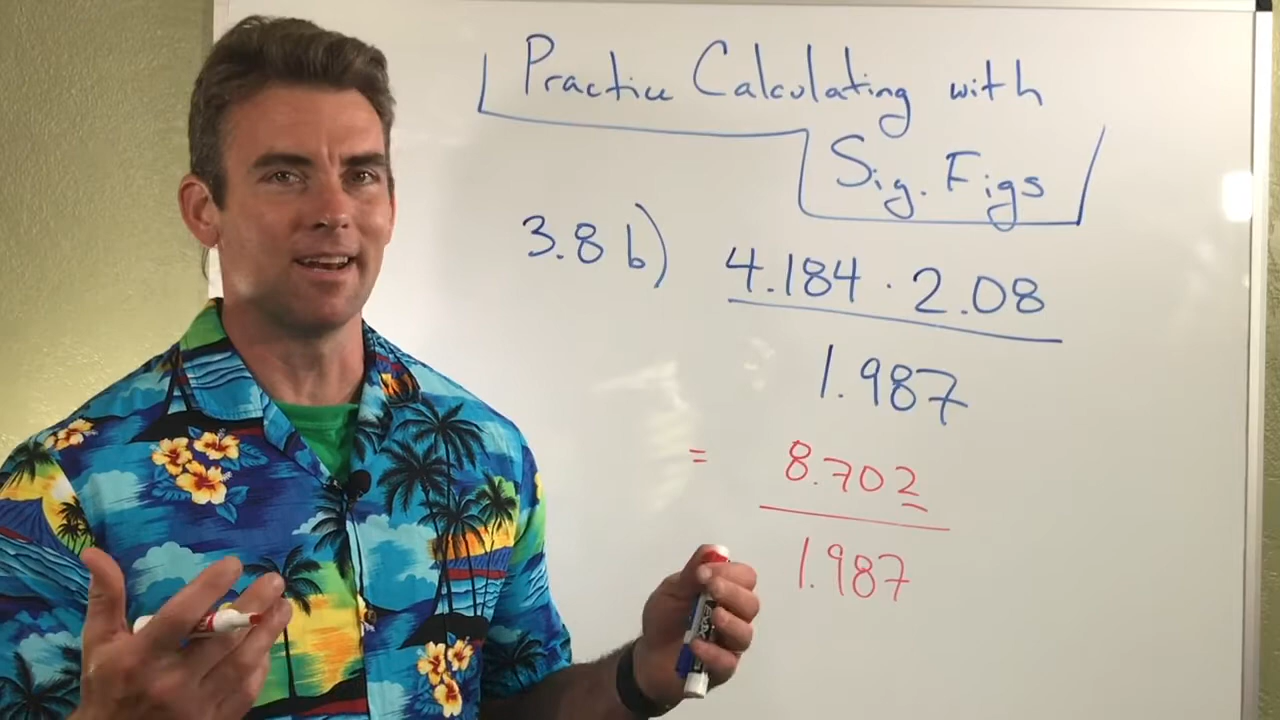 Practice Calculating with
Sig. Figs
3.8 b) 4.184 · 2.08
1.987
= 8.702
1.987